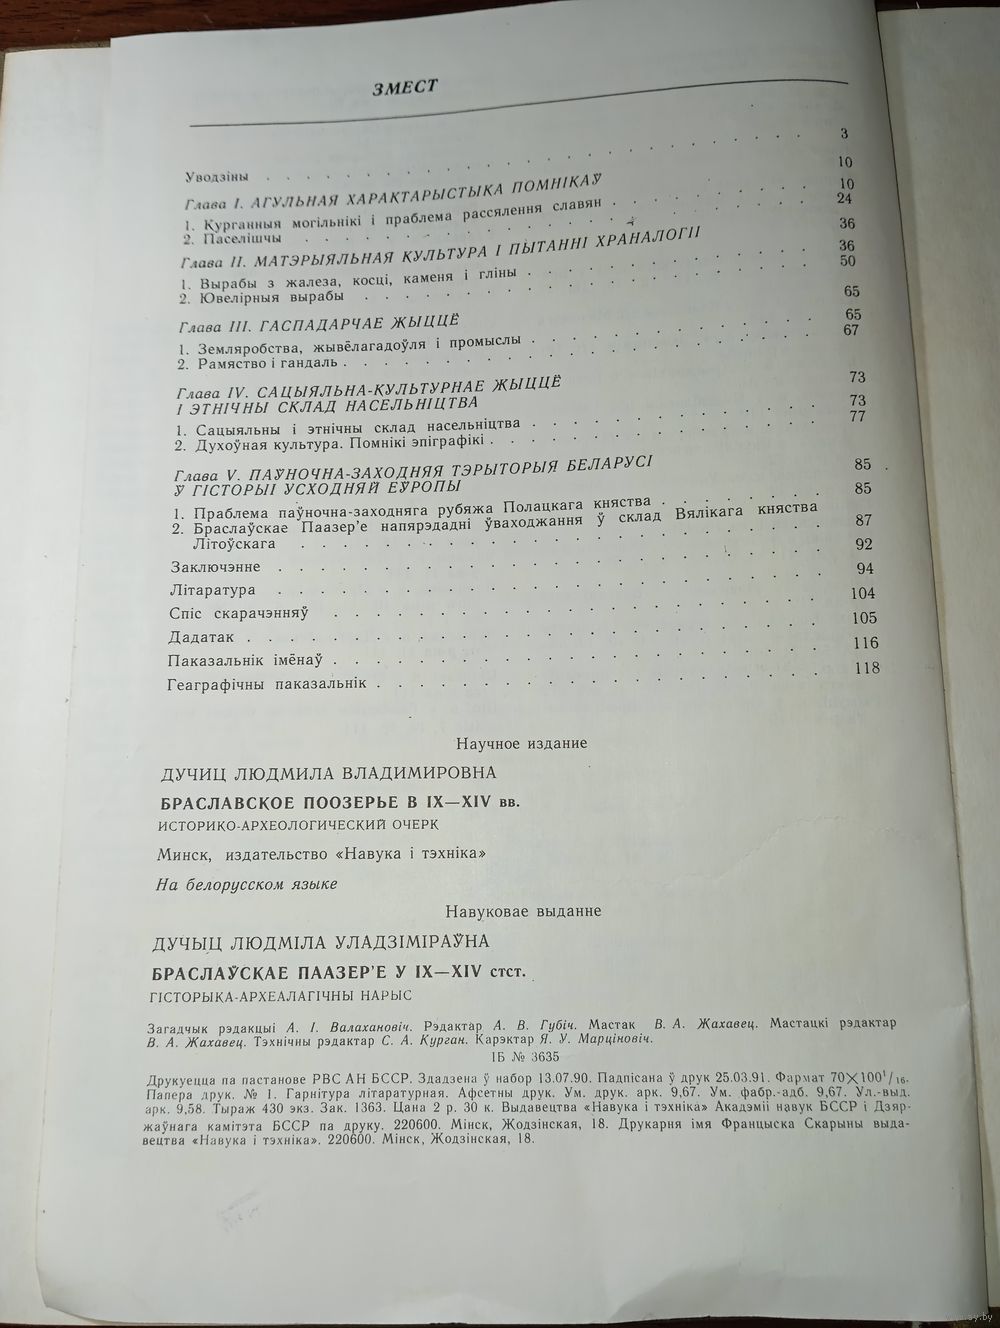 ЗМЕСТ
Уводзіны . . . . . . . . . . . . . . . . 3
Глава I. АГУЛЬНАЯ ХАРАКТАРЫСТЫКА ПОМНІКАЎ 10
1. Курганныя могільнікі і праблема рассялення славян . . . . . . . 10
2. Паселішчы . . . . . . . . . . . . . . . . 24
Глава II. МАТЭРЫЯЛЬНАЯ КУЛЬТУРА І ПЫТАННІ ХРАНАЛОГІІ 36
1. Вырабы з жалеза, косці, каменя і гліны . . . . . . . . . . 36
2. Ювелірныя вырабы . . . . . . . . . . . . . . 50
Глава III. ГАСПАДАРЧАЕ ЖЫЦЦЁ 65
1. Земляробства, жывёлагадоўля і промыслы . . . . . . . . . . 65
2. Рамяство і гандаль . . . . . . . . . . . . . . 67
Глава IV. САЦЫЯЛЬНА-КУЛЬТУРНАЕ ЖЫЦЦЁ
І ЭТНІЧНЫ СКЛАД НАСЕЛЬНІЦТВА 73
1. Сацыяльны і этнічны склад насельніцтва . . . . . . . . . . 73
2. Духоўная культура. Помнікі эпіграфікі . . . . . . . . . . . 77
Глава V. ПАЎНОЧНА-ЗАХОДНЯЯ ТЭРЫТОРЫЯ БЕЛАРУСІ
Ў ГІСТОРЫІ УСХОДНЯЙ ЕЎРОПЫ 85
1. Праблема паўночна-заходняга рубяжа Полацкага княства . . . . . . 85
2. Браслаўскае Паазер’е напярэдадні ўваходжання ў склад Вялікага княства
Літоўскага . . . . . . . . . . . . . . . . 87
Заключэнне . . . . . . . . . . . . . . . . 92
Літаратура . . . . . . . . . . . . . . . . 94
Спіс скарачэнняў . . . . . . . . . . . . . . 104
Дадатак . . . . . . . . . . . . . . . . . 105
Паказальнік імёнаў . . . . . . . . . . . . . . 116
Геаграфічны паказальнік . . . . . . . . . . . . . 118
Научное издание
ДУЧИЦ ЛЮДМИЛА ВЛАДИМИРОВНА
БРАСЛАВСКОЕ ПООЗЕРЬЕ В IX—XIV вв.
ИСТОРИКО-АРХЕОЛОГИЧЕСКИЙ ОЧЕРК
Минск, издательство «Навука і тэхніка»
На белорусском языке
Навуковае выданне
ДУЧЫЦ ЛЮДМІЛА УЛАДЗІМІРАЎНА
БРАСЛАЎСКАЕ ПААЗЕР’Е У IX—XIV стст.
ГІСТОРЫКА-АРХЕАЛАГІЧНЫ НАРЫС
Загадчык рэдакцыі А. І. Валахановіч. Рэдактар А. В. Губіч. Мастак В. А. Жахавец. Мастацкі рэдактар
В. А. Жахавец. Тэхнічны рэдактар С. А. Курган. Карэктар Я. У. Марціновіч.
ІБ № 3635
Друкуецца па пастанове РВС АН БССР. Здадзена ў набор 13.07.90. Падпісана ў друк 25.03.91. Фармат 70×100¹/₁₆.
Папера друк. № 1. Гарнітура літаратурная. Афсетны друк. Ум. друк. арк. 9,67. Ум. фабр.-адб. 9,67. Ул.-выд.
арк. 9,58. Тыраж 430 экз. Зак. 1363. Цана 2 р. 30 к. Выдавецтва «Навука і тэхніка» Акадэміі навук БССР і Дзяр-
жаўнага камітэта БССР па друку. 220600. Мінск, Жодзінская, 18. Друкарня імя Францыска Скарыны выда-
вецтва «Навука і тэхніка». 220600. Мінск, Жодзінская, 18.